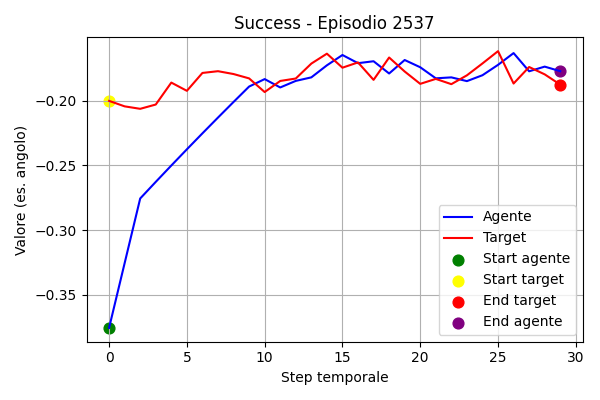 Success - Episodio 2537
Valore (es. angolo)
−0.20
−0.25
−0.30
−0.35
0 5 10 15 20 25 30
Step temporale
Agente
Target
Start agente
Start target
End target
End agente